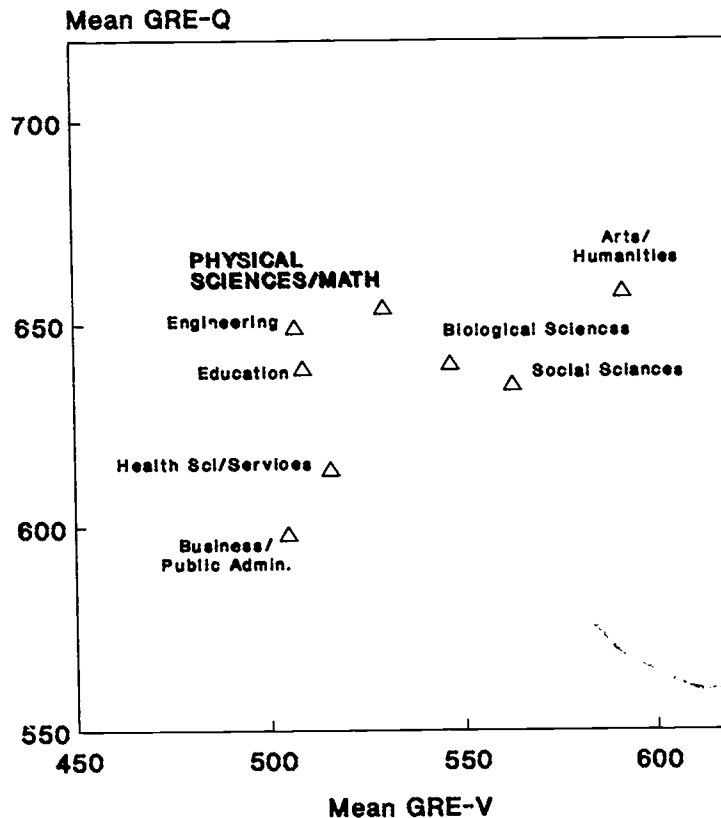 Mean GRE-Q
700
Arts/
Humanities
PHYSICAL
SCIENCES/MATH
650
Engineering
Biological Sciences
Education
Social Sciances
Health Sci/Services
600
Business/
Public Admin.
550
450
500
550
600
Mean GRE-V